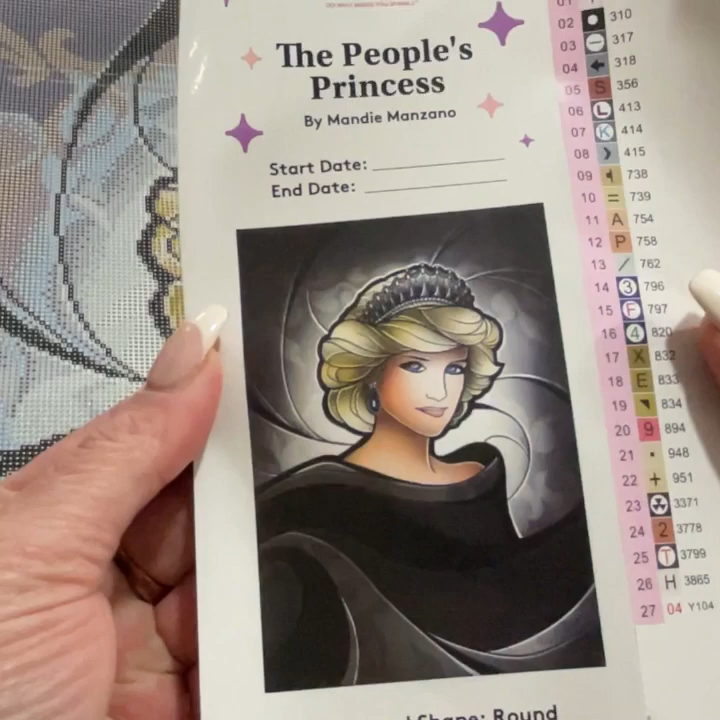 The People's
Princess
By Mandie Manzano
Start Date:
End Date:
Shape: Round
01
02 310
03 317
04 318
05 S 356
06 L 413
07 K 414
08 415
09 738
10 = 739
11 A 754
12 P 758
13 / 762
14 3 796
15 F 797
16 4 820
17 X 832
18 E 833
19 834
20 9 894
21 948
22 + 951
23 3371
24 2 3778
25 T 3799
26 H 3865
27 04 Y104